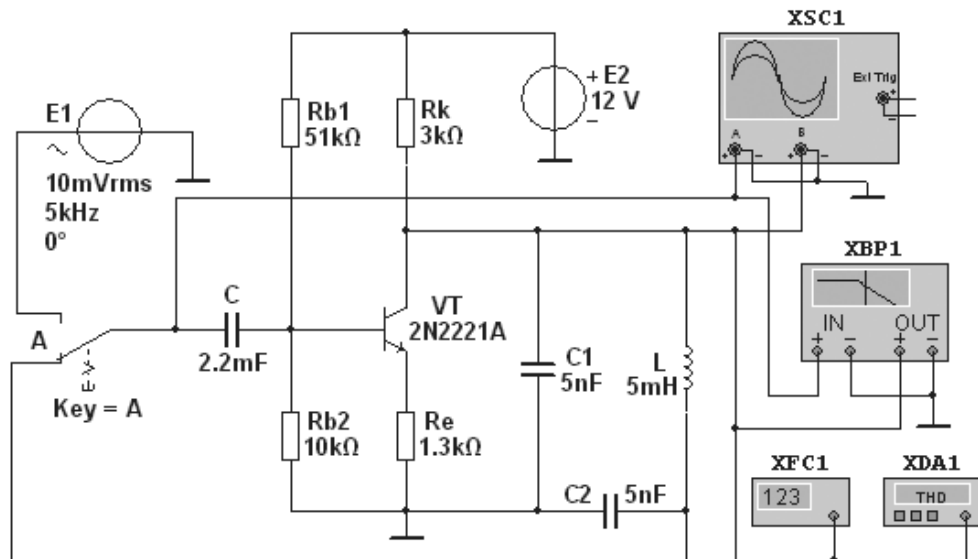 XSC1
Ext Trig
+
−
A
B
+ − + −
E1
10mVrms
5kHz
0°
Rb1
51kΩ
Rk
3kΩ
+ E2
12 V
−
XBP1
IN OUT
+ − + −
A
Key = A
C
2.2mF
VT
2N2221A
C1
5nF
L
5mH
Rb2
10kΩ
Re
1.3kΩ
C2
5nF
XFC1
123
XDA1
THD